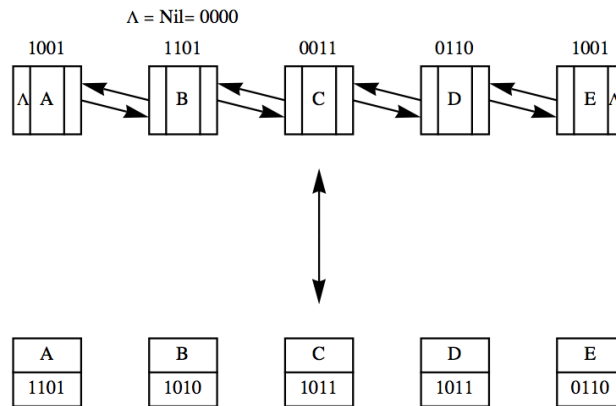 Λ = Nil= 0000
1001 1101 0011 0110 1001
Λ A B C D E Λ
A B C D E
1101 1010 1011 1011 0110